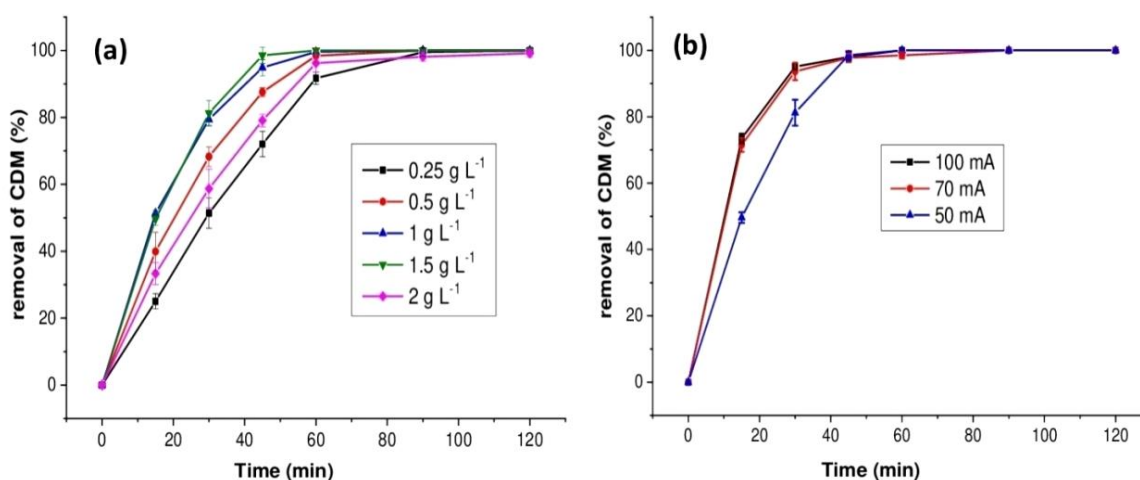 (a)
removal of CDM (%)
100
80
60
40
20
0
0 20 40 60 80 100 120
Time (min)
0.25 g L⁻¹
0.5 g L⁻¹
1 g L⁻¹
1.5 g L⁻¹
2 g L⁻¹
(b)
removal of CDM (%)
100
80
60
40
20
0
0 20 40 60 80 100 120
Time (min)
100 mA
70 mA
50 mA